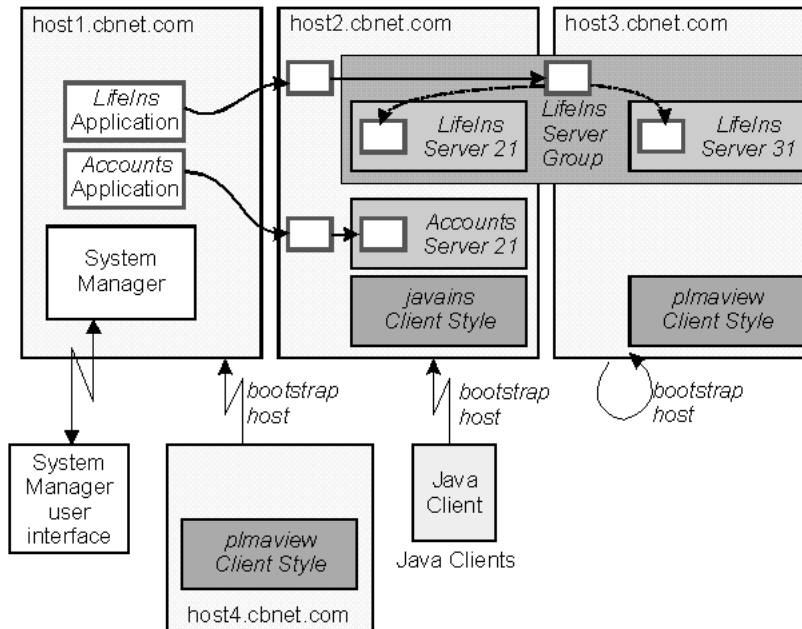 host1.cbnet.com
host2.cbnet.com
host3.cbnet.com
LifeIns
Application
Accounts
Application
System
Manager
LifeIns
Server 21
LifeIns
Server
Group
LifeIns
Server 31
Accounts
Server 21
javains
Client Style
plmaview
Client Style
bootstrap
host
bootstrap
host
bootstrap
host
System
Manager
user
interface
plmaview
Client Style
host4.cbnet.com
Java
Client
Java Clients